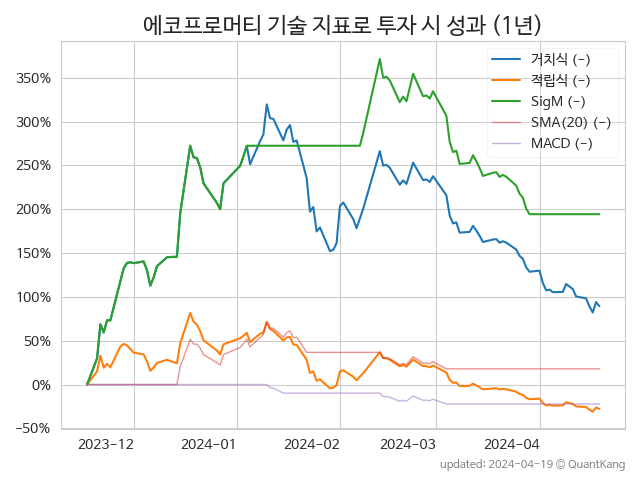 에코프로머티 기술 지표로 투자 시 성과 (1년)
거치식 (-)
적립식 (-)
SigM (-)
SMA(20) (-)
MACD (-)
350%
300%
250%
200%
150%
100%
50%
0%
-50%
2023-12
2024-01
2024-02
2024-03
2024-04
updated: 2024-04-19 © QuantKang